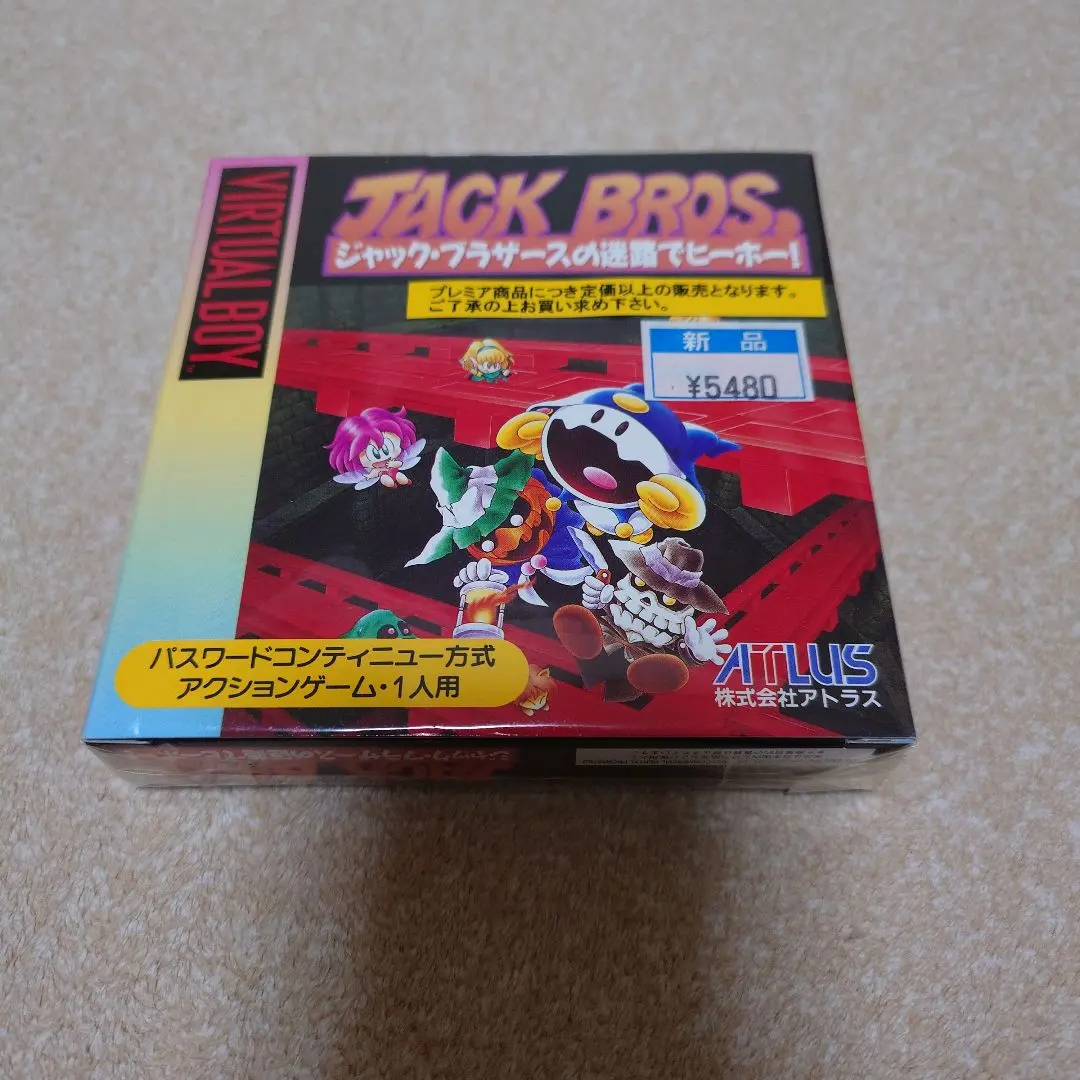 VIRTUAL BOY™
JACK BROS.
ジャック・ブラザースの迷路でヒーホー!
プレミア商品につき定価以上の販売となります。
ご了承の上お買い求め下さい。
新品
¥5480
パスワードコンティニュー方式
アクションゲーム・1人用
ATLUS
株式会社アトラス